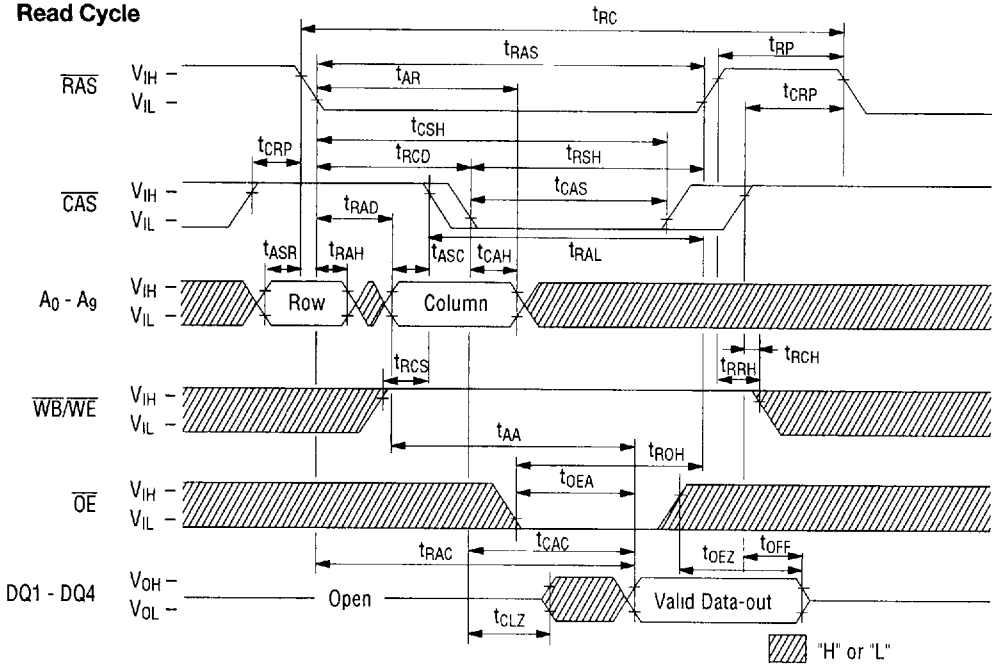 Read Cycle
tRC
tRAS
tRP
tAR
RAS
VIH
VIL
tCRP
tCSH
tCRP
tRCD
tRSH
CAS
VIH
VIL
tCAS
tRAD
tRAL
tASR
tRAH
tASC
tCAH
A0 - A9
VIH
VIL
Row
Column
tRCS
tRRH
tRCH
WB/WE
VIH
VIL
tAA
tROH
tOEA
OE
VIH
VIL
tRAC
tCAC
tOEZ
tOFF
DQ1 - DQ4
VOH
VOL
Open
Valid Data-out
tCLZ
"H" or "L"